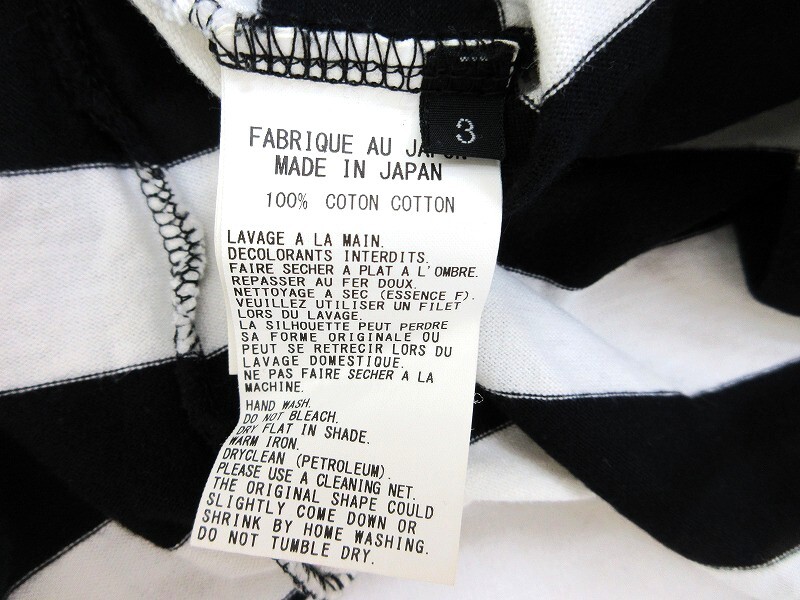 3
FABRIQUE AU JAPON
MADE IN JAPAN
100% COTON COTTON
LAVAGE A LA MAIN.
DECOLORANTS INTERDITS.
FAIRE SECHER A PLAT A L'OMBRE.
REPASSER AU FER DOUX.
NETTOYAGE A SEC (ESSENCE F).
VEUILLEZ UTILISER UN FILET
LORS DU LAVAGE.
LA SILHOUETTE PEUT PERDRE
SA FORME ORIGINALE OU
PEUT SE RETRECIR LORS DU
LAVAGE DOMESTIQUE.
NE PAS FAIRE SECHER A LA
MACHINE.
HAND WASH.
DO NOT BLEACH.
DRY FLAT IN SHADE.
WARM IRON.
DRYCLEAN (PETROLEUM).
PLEASE USE A CLEANING NET.
THE ORIGINAL SHAPE COULD
SLIGHTLY COME DOWN OR
SHRINK BY HOME WASHING.
DO NOT TUMBLE DRY.